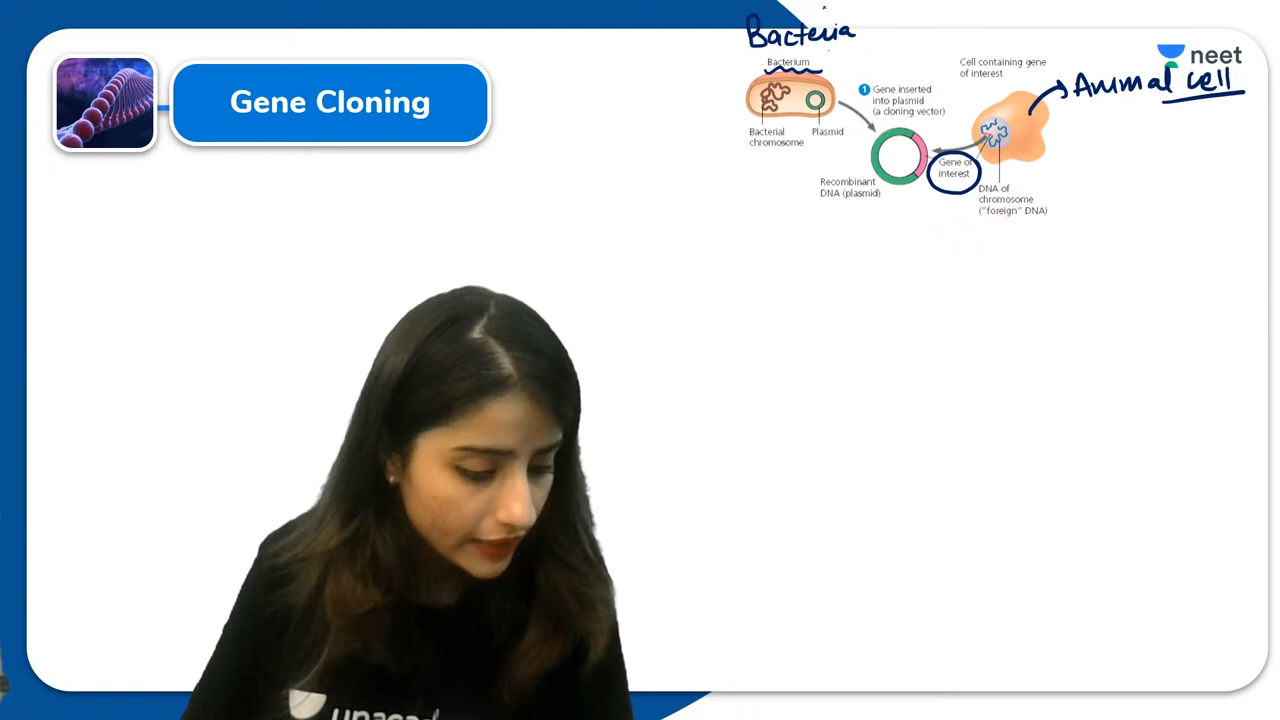 Bacteria
neet
Gene Cloning
Bacterium
Bacterial
chromosome
Plasmid
1 Gene inserted
into plasmid
(a cloning vector)
Cell containing gene
of interest
Animal cell
Recombinant
DNA (plasmid)
Gene of
interest
DNA of
chromosome
("foreign" DNA)